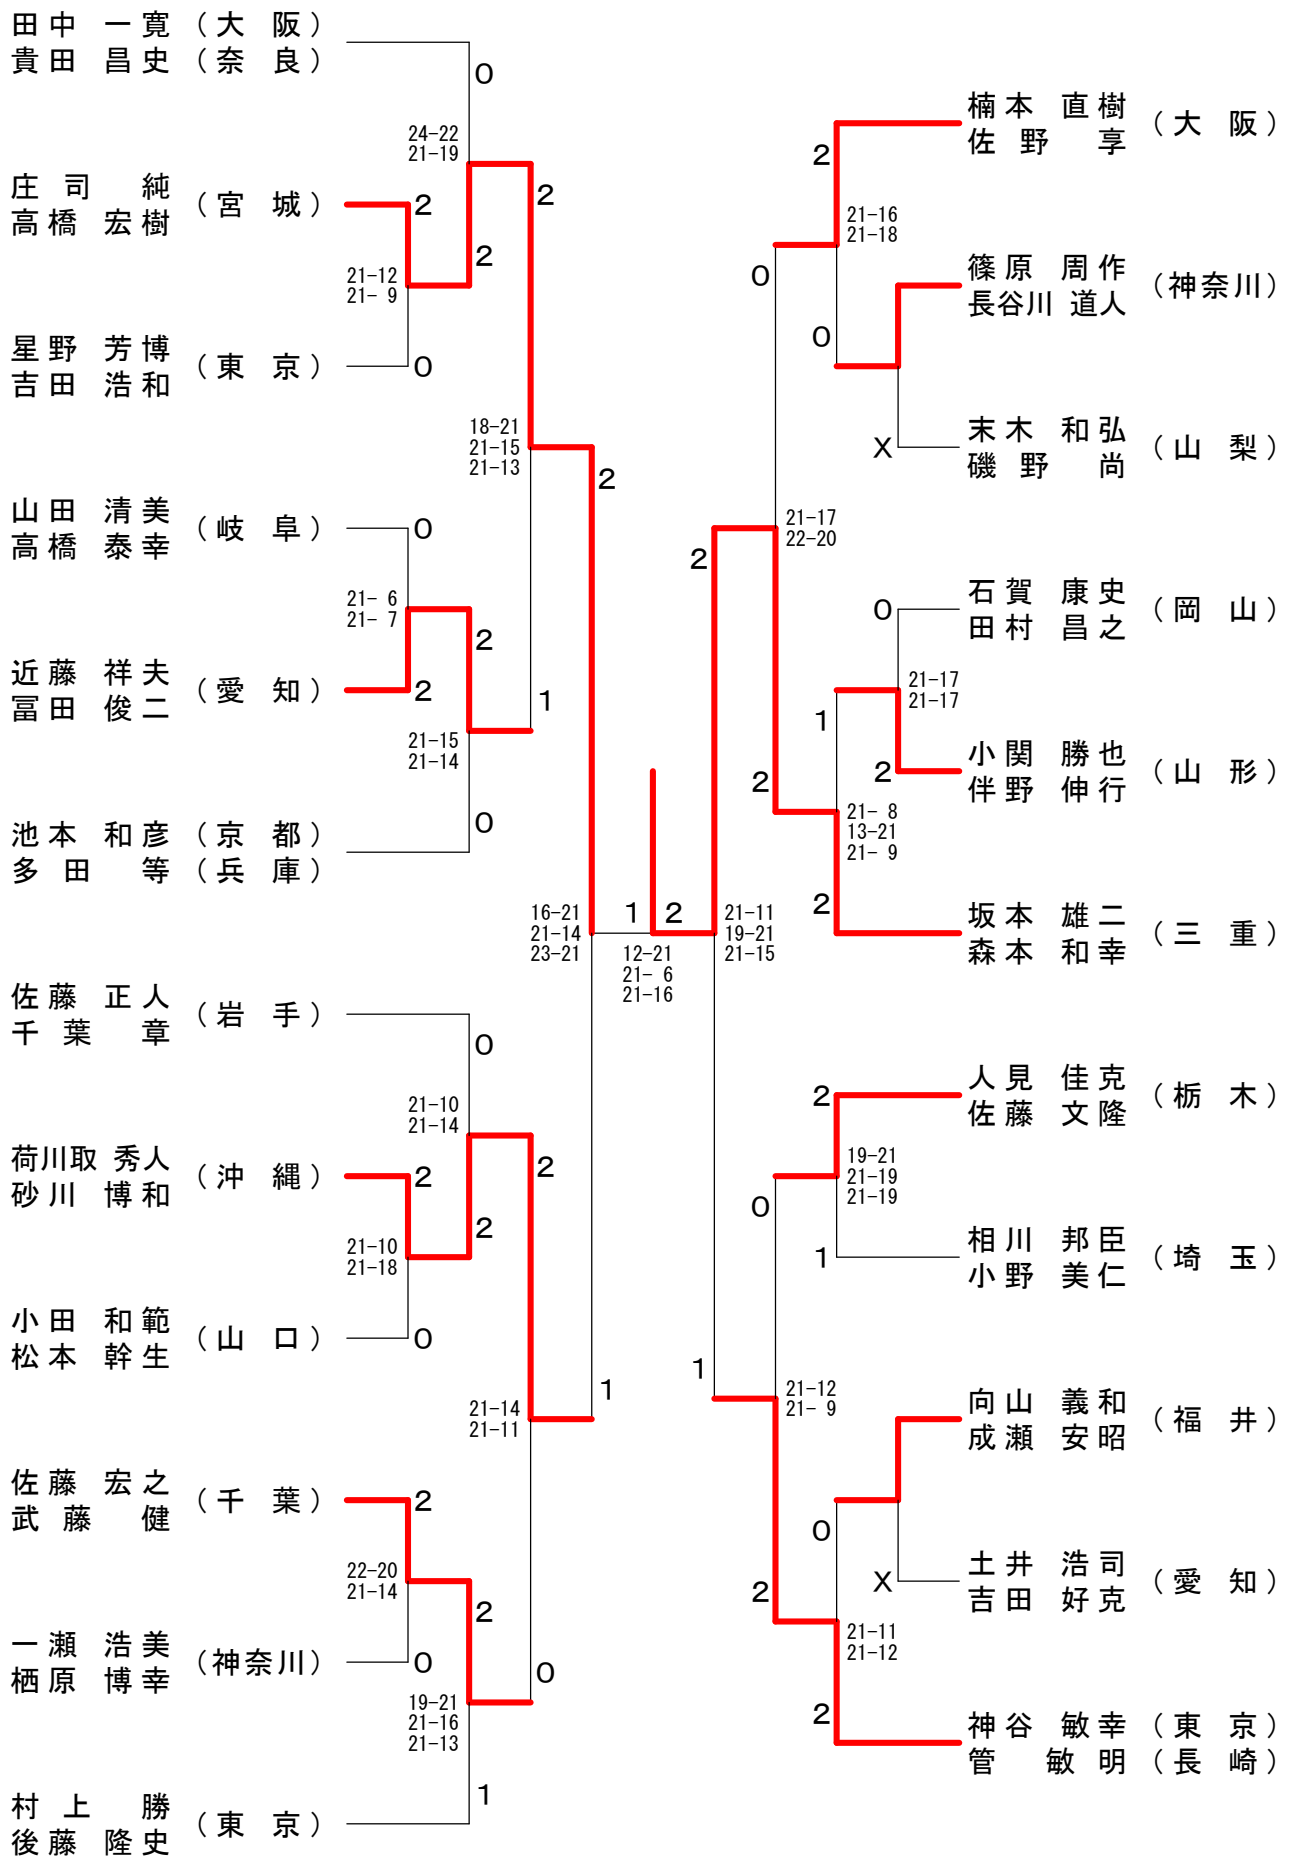 田中 一寛 (大 阪)
貴田 昌史 (奈 良)
0
24-22
21-19
庄司 純 (宮 城)
高橋 宏樹
2
2
2
21-12
21- 9
星野 芳博 (東 京)
吉田 浩和
0
18-21
21-15
21-13
2
山田 清美 (岐 阜)
高橋 泰幸
0
21- 6
21- 7
2
近藤 祥夫 (愛 知)
冨田 俊二
2
1
21-15
21-14
池本 和彦 (京 都)
多田 等 (兵 庫)
0
16-21
21-14
23-21
1
2
12-21
21- 6
21-16
佐藤 正人 (岩 手)
千葉 章
0
21-10
21-14
荷川取 秀人 (沖 縄)
砂川 博和
2
2
2
21-10
21-18
小田 和範 (山 口)
松本 幹生
0
1
21-14
21-11
佐藤 宏之 (千 葉)
武藤 健
2
22-20
21-14
2
一瀬 浩美 (神奈川)
栖原 博幸
0
0
19-21
21-16
21-13
村上 勝 (東 京)
後藤 隆史
1
楠本 直樹 (大 阪)
佐野 享
2
21-16
21-18
0
篠原 周作 (神奈川)
長谷川 道人
0
末木 和弘 (山 梨)
磯野 尚
X
21-17
22-20
2
石賀 康史 (岡 山)
田村 昌之
0
21-17
21-17
1
小関 勝也 (山 形)
伴野 伸行
2
2
21- 8
13-21
21- 9
坂本 雄二 (三 重)
森本 和幸
2
21-11
19-21
21-15
人見 佳克 (栃 木)
佐藤 文隆
2
19-21
21-19
21-19
0
相川 邦臣 (埼 玉)
小野 美仁
1
1
21-12
21- 9
向山 義和 (福 井)
成瀬 安昭
0
土井 浩司 (愛 知)
吉田 好克
X
2
21-11
21-12
神谷 敏幸 (東 京)
管 敏明 (長 崎)
2